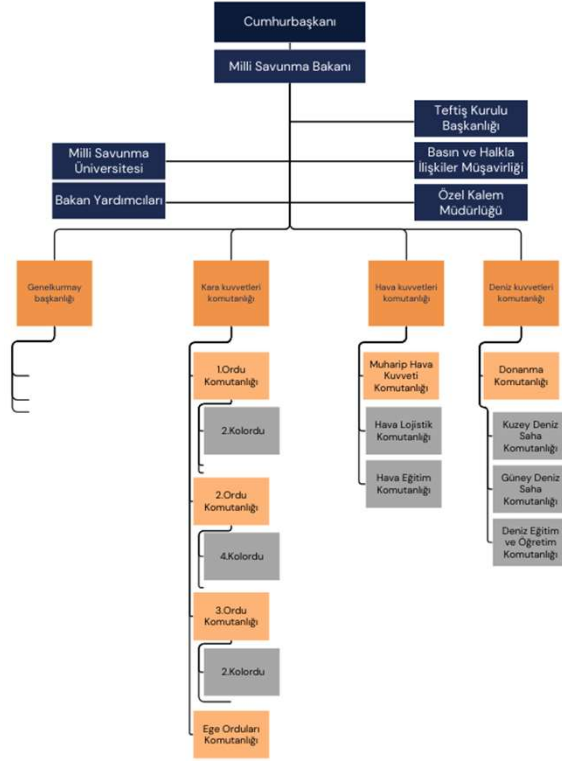 Cumhurbaşkanı
Milli Savunma Bakanı
Teftiş Kurulu
Başkanlığı
Milli Savunma
Üniversitesi
Basın ve Halkla
İlişkiler Müşavirliği
Bakan Yardımcıları
Özel Kalem
Müdürlüğü
Genelkurmay
başkanlığı
Kara kuvvetleri
komutanlığı
Hava kuvvetleri
komutanlığı
Deniz kuvvetleri
komutanlığı
1.Ordu
Komutanlığı
2.Kolordu
2.Ordu
Komutanlığı
4.Kolordu
3.Ordu
Komutanlığı
2.Kolordu
Ege Orduları
Komutanlığı
Muharip Hava
Kuvveti
Komutanlığı
Hava Lojistik
Komutanlığı
Hava Eğitim
Komutanlığı
Donanma
Komutanlığı
Kuzey Deniz
Saha
Komutanlığı
Güney Deniz
Saha
Komutanlığı
Deniz Eğitim
ve Öğretim
Komutanlığı